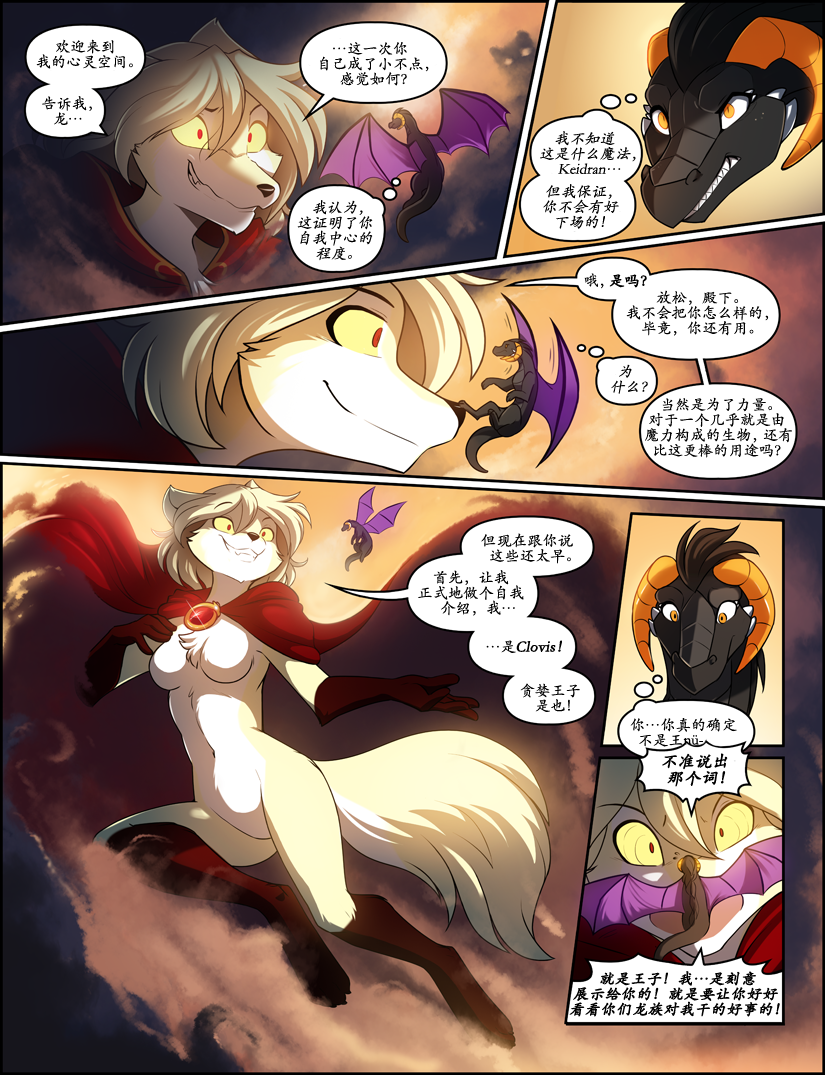 欢迎来到
我的心灵空间。
告诉我，
龙…
…这一次你
自己成了小不点，
感觉如何？
我认为，
这证明了你
自我中心的
程度。
我不知道
这是什么魔法，
Keidran…
但我保证，
你不会有好
下场的！
哦，是吗？
放松，殿下。
我不会把你怎么样的，
毕竟，你还有用。
为
什么？
当然是为了力量。
对于一个几乎就是由
魔力构成的生物，还有
比这更棒的用途吗？
但现在跟你说
这些还太早。
首先，让我
正式地做个自我
介绍，我…
…是Clovis！
贪婪王子
是也！
你…你真的确定
不是王nü-
不准说出
那个词！
就是王子！我…是刻意
展示给你的！就是要让你好好
看看你们龙族对我干的好事的！